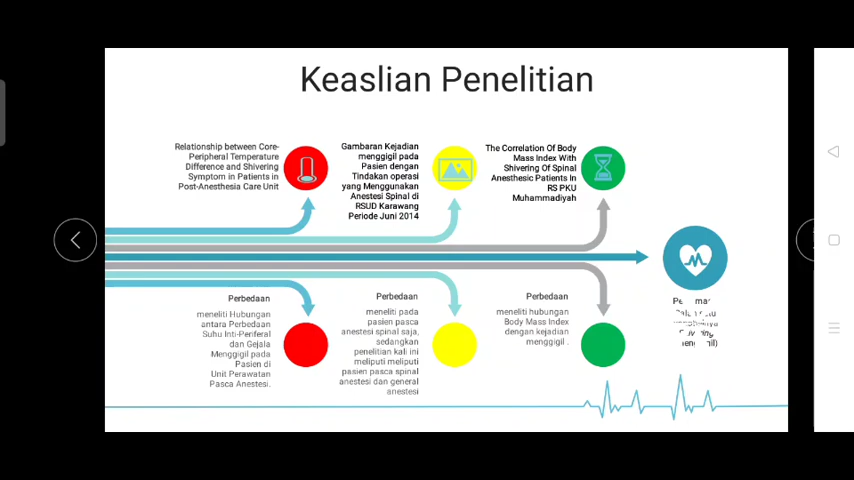 Keaslian Penelitian
Relationship between Core-
Peripheral Temperature
Difference and Shivering
Symptom in Patients in
Post-Anesthesia Care Unit
Gambaran Kejadian
menggigil pada
Pasien dengan
Tindakan operasi
yang Menggunakan
Anestesi Spinal di
RSUD Karawang
Periode Juni 2014
The Correlation Of Body
Mass Index With
Shivering Of Spinal
Anesthesic Patients In
RS PKU
Muhammadiyah
Perbedaan
meneliti Hubungan
antara Perbedaan
Suhu Inti-Periferal
dan Gejala
Menggigil pada
Pasien di
Unit Perawatan
Pasca Anestesi.
Perbedaan
meneliti pada
pasien pasca
anestesi spinal saja,
sedangkan
penelitian kali ini
meliputi meliputi
pasien pasca spinal
anestesi dan general
anestesi
Perbedaan
meneliti hubungan
Body Mass Index
dengan kejadian
menggigil .